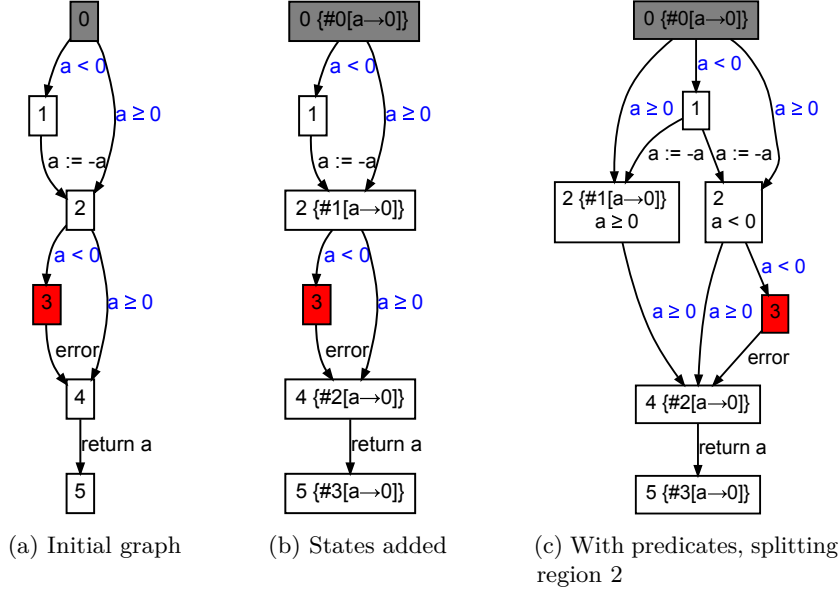 0
a < 0
1
a ≥ 0
a := -a
2
a < 0
3
a ≥ 0
error
4
return a
5
(a) Initial graph
0 {#0[a→0]}
a < 0
1
a ≥ 0
a := -a
2 {#1[a→0]}
a < 0
3
a ≥ 0
error
4 {#2[a→0]}
return a
5 {#3[a→0]}
(b) States added
0 {#0[a→0]}
a < 0
a ≥ 0
1
a ≥ 0
a := -a
a := -a
2 {#1[a→0]}
a ≥ 0
2
a < 0
a < 0
a ≥ 0
a ≥ 0
3
error
4 {#2[a→0]}
return a
5 {#3[a→0]}
(c) With predicates, splitting
region 2